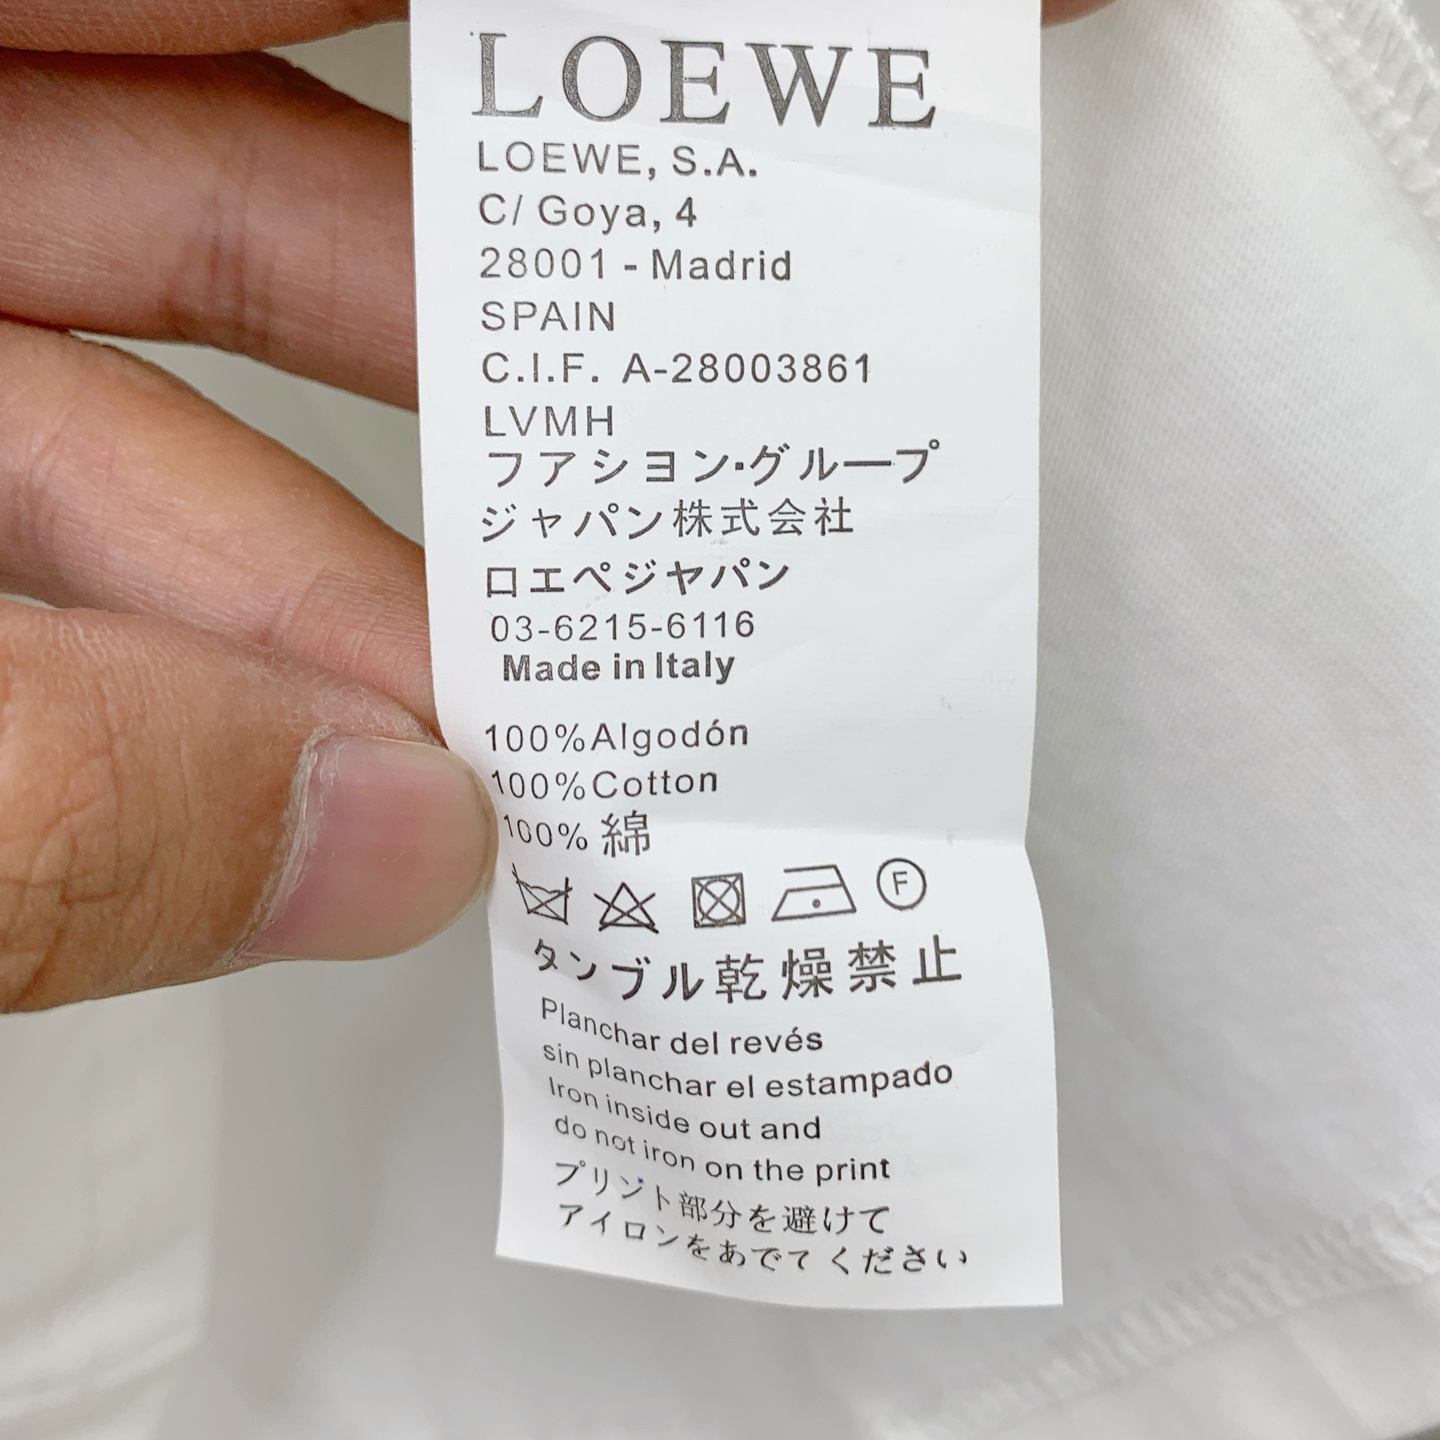 LOEWE
LOEWE, S.A.
C/ Goya, 4
28001 - Madrid
SPAIN
C.I.F. A-28003861
LVMH
フアシヨン・グループ
ジャパン株式会社
ロエペジヤパン
03-6215-6116
Made in Italy
100%Algodón
100%Cotton
100% 綿
F
タンブル乾燥禁止
Planchar del revés
sin planchar el estampado
Iron inside out and
do not iron on the print
プリント部分を避けて
アイロンをあでてください